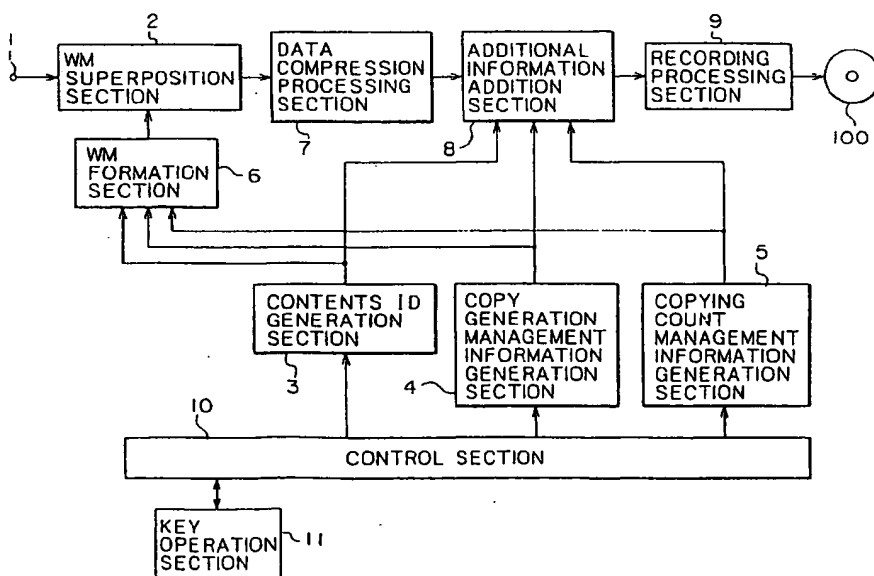 1
2
WM
SUPERPOSITION
SECTION
DATA
COMPRESSION
PROCESSING
SECTION
7
ADDITIONAL
INFORMATION
ADDITION
SECTION
8
9
RECORDING
PROCESSING
SECTION
100
WM
FORMATION
SECTION
6
CONTENTS ID
GENERATION
SECTION
3
COPY
GENERATION
MANAGEMENT
INFORMATION
GENERATION
SECTION
4
5
COPYING
COUNT
MANAGEMENT
INFORMATION
GENERATION
SECTION
10
CONTROL SECTION
KEY
OPERATION
SECTION
11